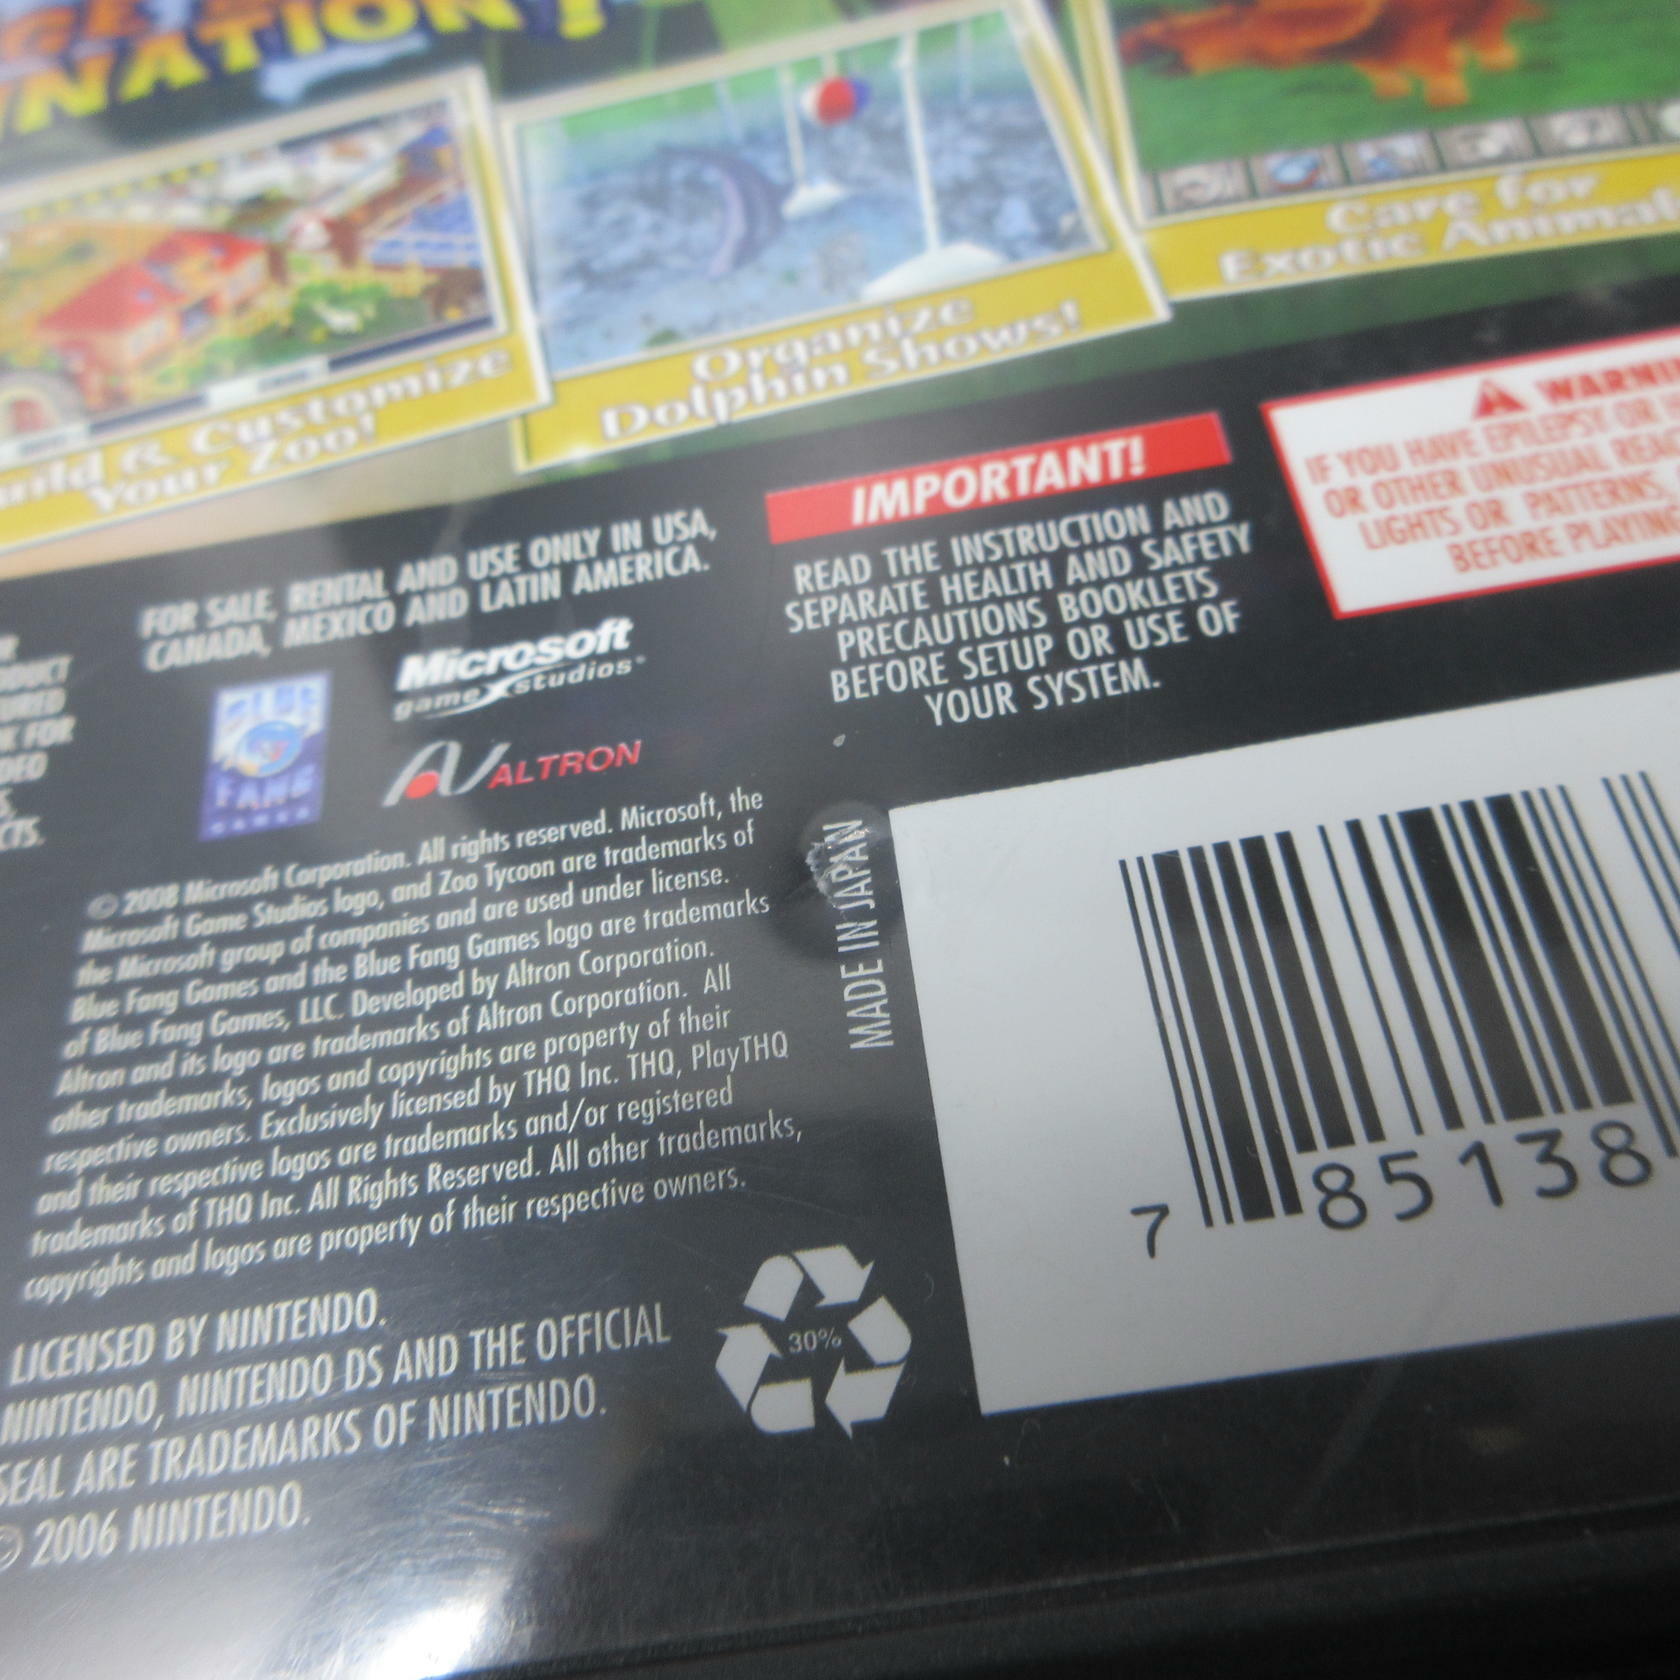 NATION!
& Customize
Your Zoo!
Organize
Dolphin Shows!
Care for
Exotic
FOR SALE, RENTAL AND USE ONLY IN USA,
CANADA, MEXICO AND LATIN AMERICA.
BLUE
FANG
GAMES
Microsoft
game studios
ALTRON
IMPORTANT!
READ THE INSTRUCTION AND
SEPARATE HEALTH AND SAFETY
PRECAUTIONS BOOKLETS
BEFORE SETUP OR USE OF
YOUR SYSTEM.
IF YOU HAVE EPILEPSY OR
OR OTHER UNUSUAL
LIGHTS OR PATTERNS,
BEFORE PLAYING
FOR
© 2008 Microsoft Corporation. All rights reserved. Microsoft, the
Microsoft Game Studios logo, and Zoo Tycoon are trademarks of
the Microsoft group of companies and are used under license.
Blue Fang Games and the Blue Fang Games logo are trademarks
of Blue Fang Games, LLC. Developed by Altron Corporation.
Altron and its logo are trademarks of Altron Corporation. All
other trademarks, logos and copyrights are property of their
respective owners. Exclusively licensed by THQ Inc. THQ, PlayTHQ
and their respective logos are trademarks and/or registered
trademarks of THQ Inc. All Rights Reserved. All other trademarks,
copyrights and logos are property of their respective owners.
MADE IN JAPAN
LICENSED BY NINTENDO.
NINTENDO, NINTENDO DS AND THE OFFICIAL
SEAL ARE TRADEMARKS OF NINTENDO.
© 2006 NINTENDO.
30%
7 85138